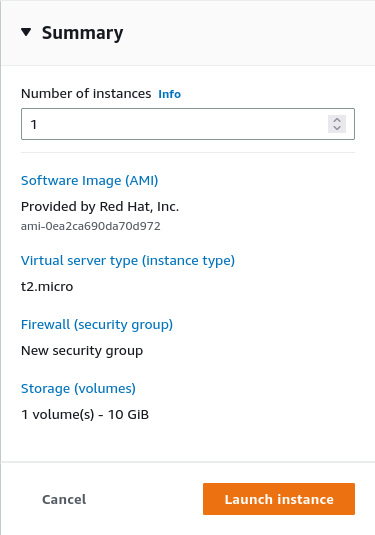 Summary
Number of instances Info
1
Software Image (AMI)
Provided by Red Hat, Inc.
ami-0ea2ca690da70d972
Virtual server type (instance type)
t2.micro
Firewall (security group)
New security group
Storage (volumes)
1 volume(s) - 10 GiB
Cancel Launch instance